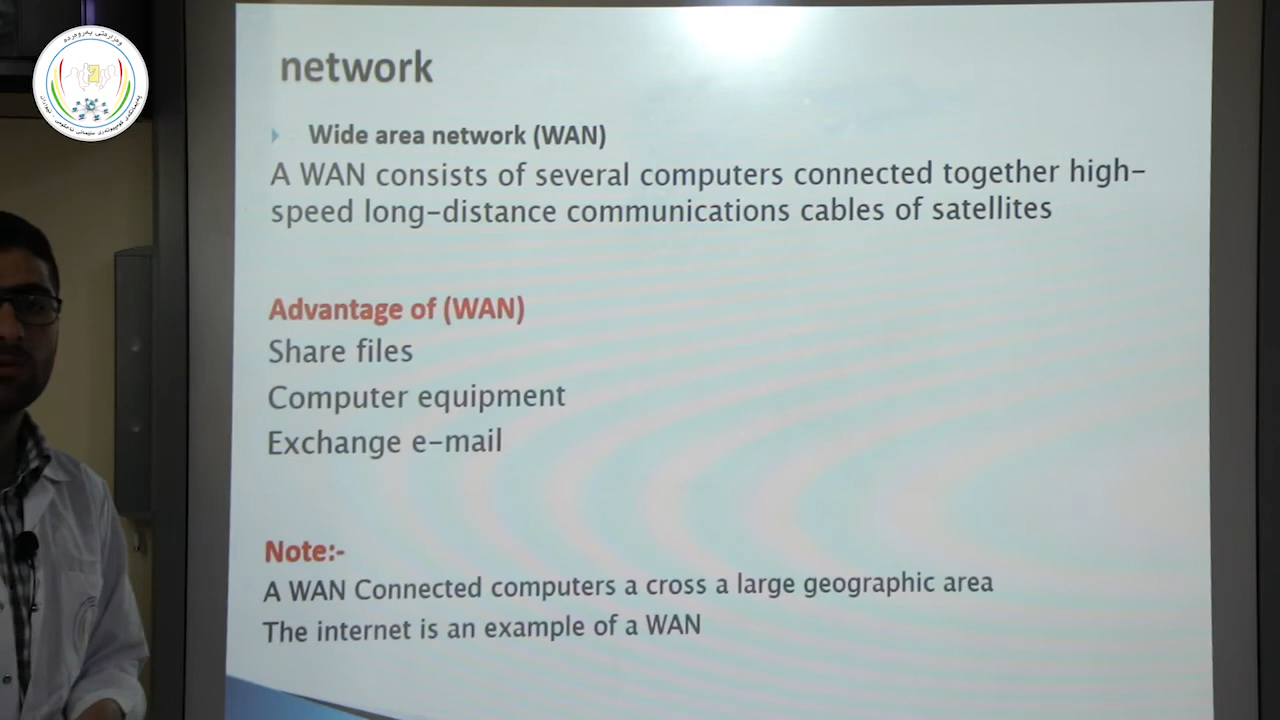 وەزارەتی پەروەردە
network
Wide area network (WAN)
A WAN consists of several computers connected together high-
speed long-distance communications cables of satellites
Advantage of (WAN)
Share files
Computer equipment
Exchange e-mail
Note:-
A WAN Connected computers a cross a large geographic area
The internet is an example of a WAN